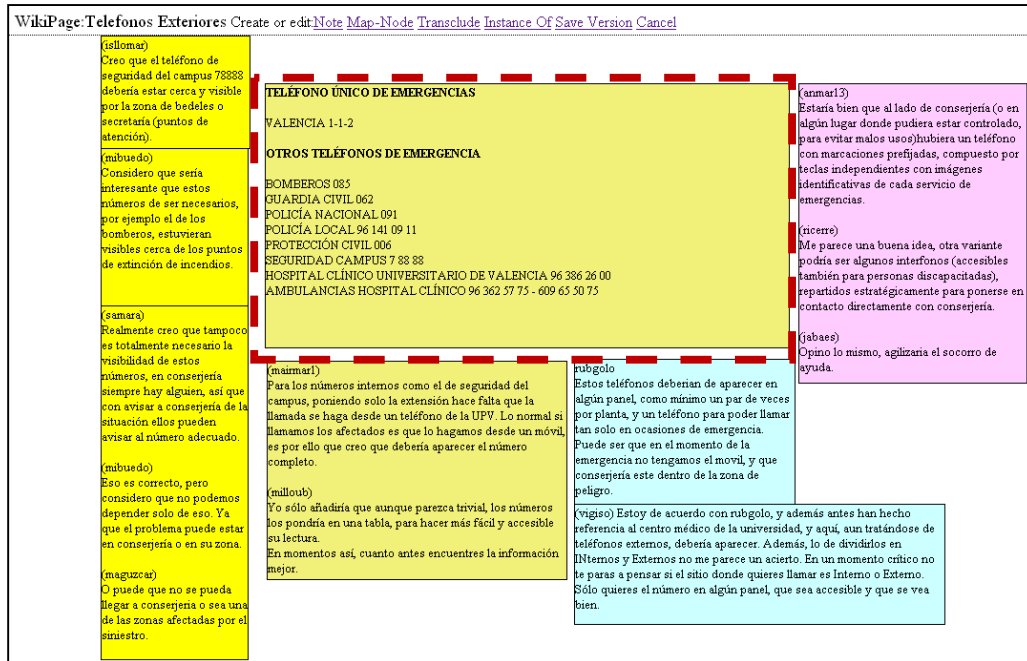 WikiPage:Telefonos Exteriores Create or edit:Note Map-Node Transclude Instance Of Save Version Cancel
(isllomar)
Creo que el teléfono de
seguridad del campus 78888
debería estar cerca y visible
por la zona de bedeles o
secretaría (puntos de
atención).
(mibuedo)
Considero que sería
interesante que estos
números de ser necesarios,
por ejemplo el de los
bomberos, estuvieran
visibles cerca de los puntos
de extinción de incendios.
(samara)
Realmente creo que tampoco
es totalmente necesario la
visibilidad de estos
números, en conserjería
siempre hay alguien, así que
con avisar a conserjería de la
situación ellos pueden
avisar al número adecuado.
(mibuedo)
Eso es correcto, pero
considero que no podemos
depender solo de eso. Ya
que el problema puede estar
en conserjería o en su zona.
(maguzcar)
O puede que no se pueda
llegar a conserjeria o sea una
de las zonas afectadas por el
siniestro.
TELÉFONO ÚNICO DE EMERGENCIAS
VALENCIA 1-1-2
OTROS TELÉFONOS DE EMERGENCIA
BOMBEROS 085
GUARDIA CIVIL 062
POLICÍA NACIONAL 091
POLICÍA LOCAL 96 141 09 11
PROTECCIÓN CIVIL 006
SEGURIDAD CAMPUS 7 88 88
HOSPITAL CLÍNICO UNIVERSITARIO DE VALENCIA 96 386 26 00
AMBULANCIAS HOSPITAL CLÍNICO 96 362 57 75 - 609 65 50 75
(mairmar1)
Para los números internos como el de seguridad del
campus, poniendo solo la extensión hace falta que la
llamada se haga desde un teléfono de la UPV. Lo normal si
llamamos los afectados es que lo hagamos desde un móvil,
es por ello que creo que debería aparecer el número
completo.
(milloub)
Yo sólo añadiría que aunque parezca trivial, los números
los pondría en una tabla, para hacer más fácil y accesible
su lectura.
En momentos así, cuanto antes encuentres la información
mejor.
rubgolo
Estos teléfonos deberian de aparecer en
algún panel, como mínimo un par de veces
por planta, y un teléfono para poder llamar
tan solo en ocasiones de emergencia.
Puede ser que en el momento de la
emergencia no tengamos el movil, y que
conserjería este dentro de la zona de
peligro.
(vigiso) Estoy de acuerdo con rubgolo, y además antes han hecho
referencia al centro médico de la universidad, y aquí, aun tratándose de
teléfonos externos, debería aparecer. Además, lo de dividirlos en
INternos y Externos no me parece un acierto. En un momento crítico no
te paras a pensar si el sitio donde quieres llamar es Interno o Externo.
Sólo quieres el número en algún panel, que sea accesible y que se vea
bien.
(anmar13)
Estaría bien que al lado de conserjería (o en
algún lugar donde pudiera estar controlado,
para evitar malos usos)hubiera un teléfono
con marcaciones prefijadas, compuesto por
teclas independientes con imágenes
identificativas de cada servicio de
emergencias.
(ricerre)
Me parece una buena idea, otra variante
podría ser algunos interfonos (accesibles
también para personas discapacitadas),
repartidos estratégicamente para ponerse en
contacto directamente con conserjería.
(jabaes)
Opino lo mismo, agilizaria el socorro de
ayuda.